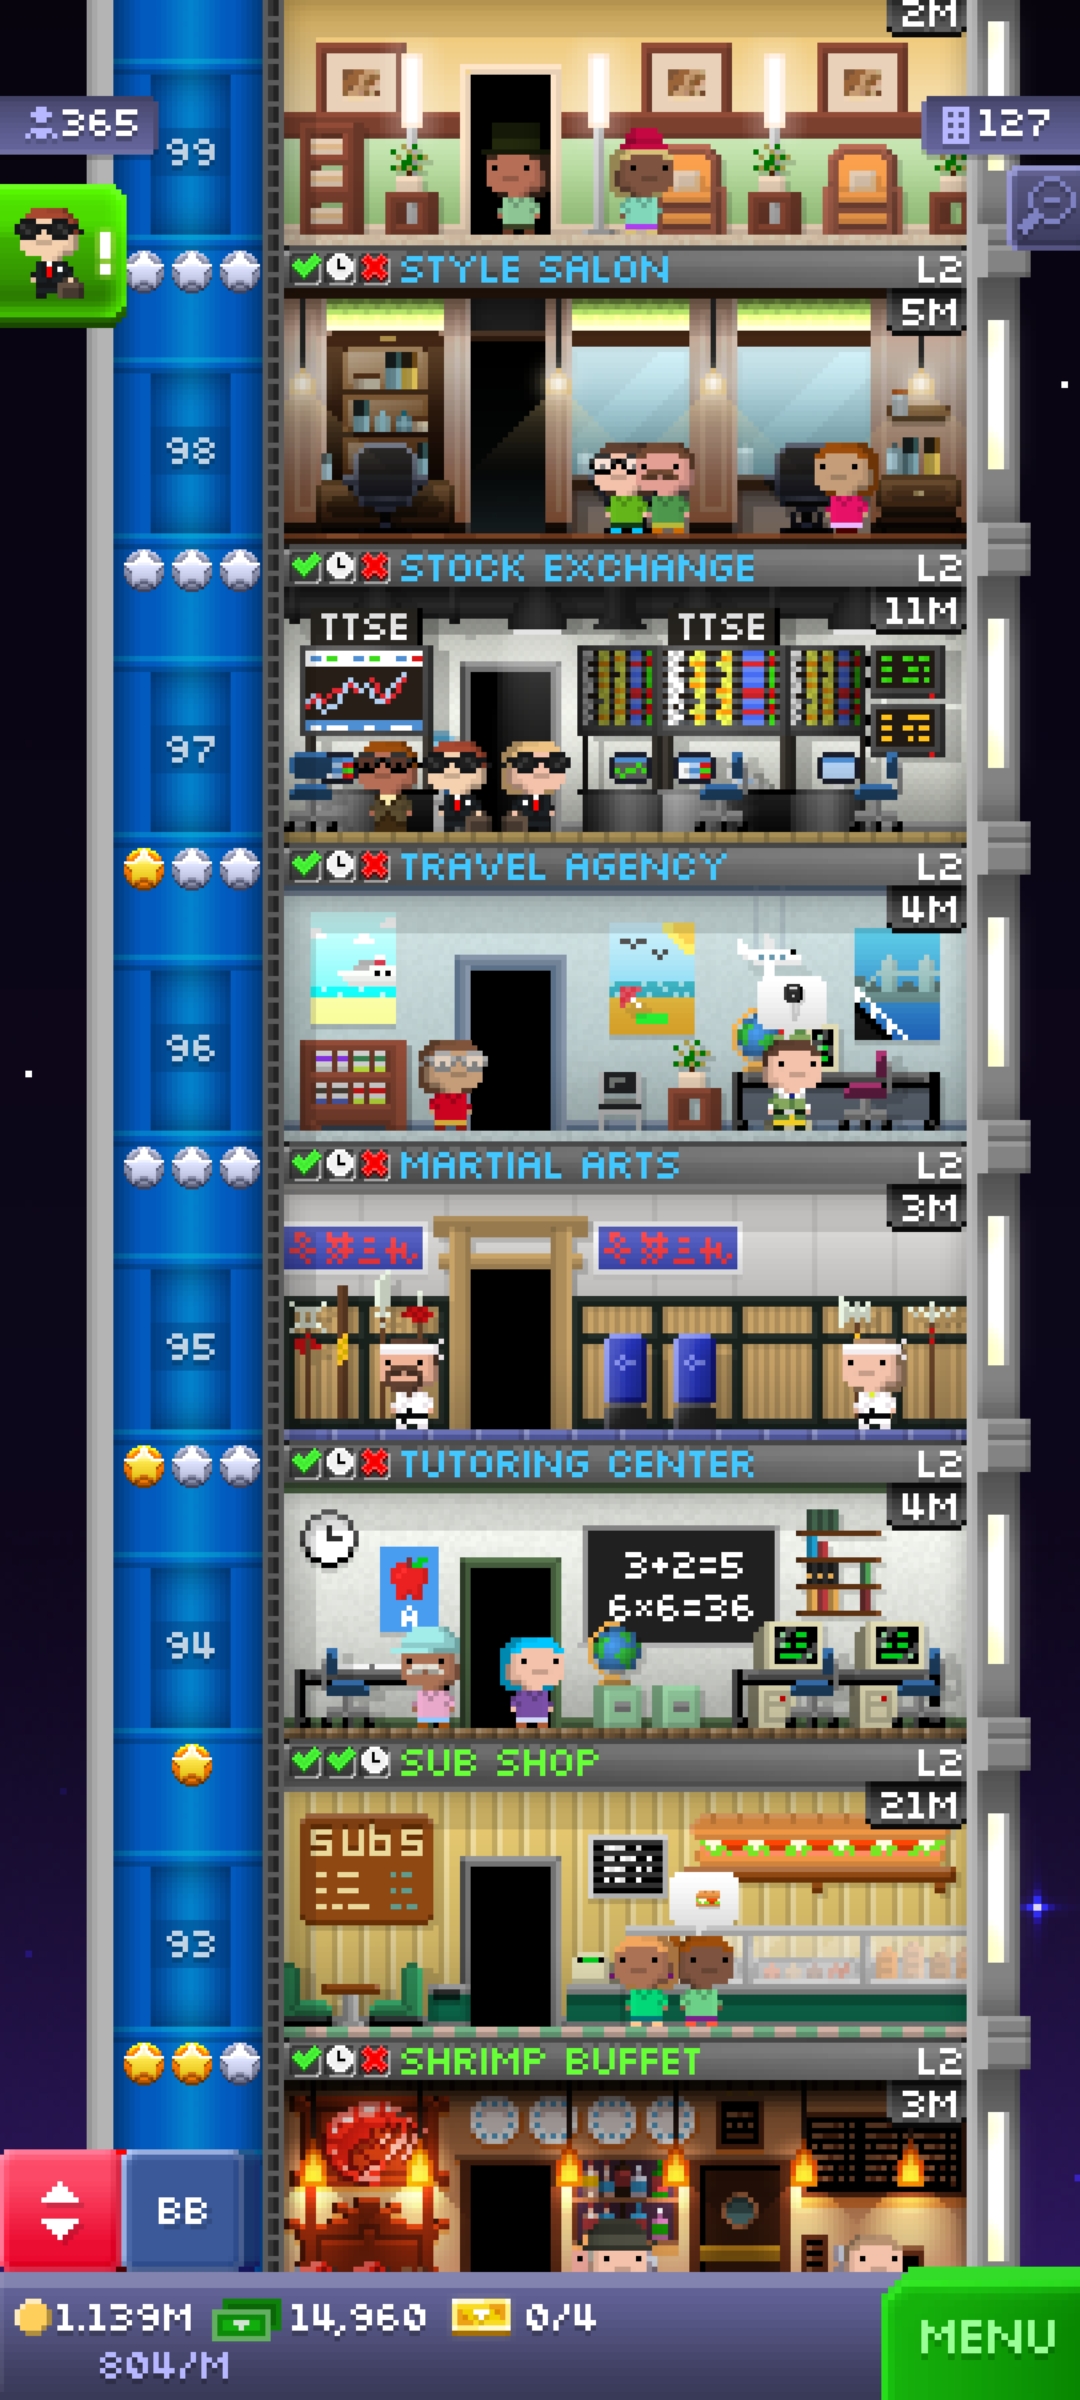 2M
365
127
99
STYLE SALON L2
5M
98
STOCK EXCHANGE L2
11M
TTSE TTSE
97
TRAVEL AGENCY L2
4M
96
MARTIAL ARTS L2
3M
95
TUTORING CENTER L2
4M
3+2=5
6×6=36
A
94
SUB SHOP L2
21M
subs
93
SHRIMP BUFFET L2
3M
BB
1.139M 14,960 0/4
804/M
MENU